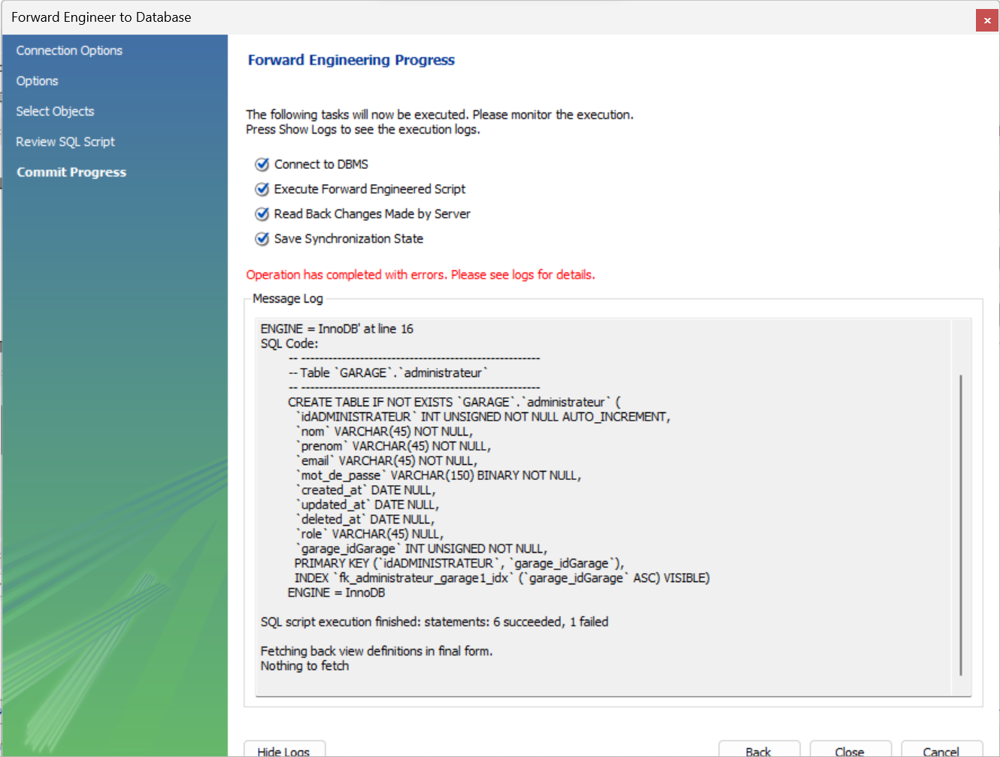 Forward Engineer to Database
Connection Options
Options
Select Objects
Review SQL Script
Commit Progress
Forward Engineering Progress
The following tasks will now be executed. Please monitor the execution.
Press Show Logs to see the execution logs.
Connect to DBMS
Execute Forward Engineered Script
Read Back Changes Made by Server
Save Synchronization State
Operation has completed with errors. Please see logs for details.
Message Log
ENGINE = InnoDB' at line 16
SQL Code:
-- -----------------------------------------------------
-- Table `GARAGE`.`administrateur`
-- -----------------------------------------------------
CREATE TABLE IF NOT EXISTS `GARAGE`.`administrateur` (
`idADMINISTRATEUR` INT UNSIGNED NOT NULL AUTO_INCREMENT,
`nom` VARCHAR(45) NOT NULL,
`prenom` VARCHAR(45) NOT NULL,
`email` VARCHAR(45) NOT NULL,
`mot_de_passe` VARCHAR(150) BINARY NOT NULL,
`created_at` DATE NULL,
`updated_at` DATE NULL,
`deleted_at` DATE NULL,
`role` VARCHAR(45) NULL,
`garage_idGarage` INT UNSIGNED NOT NULL,
PRIMARY KEY (`idADMINISTRATEUR`, `garage_idGarage`),
INDEX `fk_administrateur_garage1_idx` (`garage_idGarage` ASC) VISIBLE)
ENGINE = InnoDB
SQL script execution finished: statements: 6 succeeded, 1 failed
Fetching back view definitions in final form.
Nothing to fetch
Hide Logs
Back
Close
Cancel